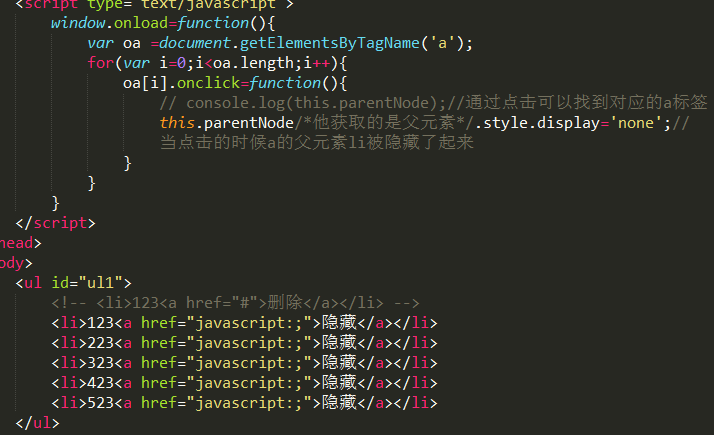 <script type="text/javascript">
window.onload=function(){
var oa =document.getElementsByTagName('a');
for(var i=0;i<oa.length;i++){
oa[i].onclick=function(){
// console.log(this.parentNode);//通过点击可以找到对应的a标签
this.parentNode/*他获取的是父元素*/.style.display='none';//
当点击的时候a的父元素li被隐藏了起来
}
}
}
</script>
head>
ody>
<ul id="ul1">
<!-- <li>123<a href="#">删除</a></li> -->
<li>123<a href="javascript:;">隐藏</a></li>
<li>223<a href="javascript:;">隐藏</a></li>
<li>323<a href="javascript:;">隐藏</a></li>
<li>423<a href="javascript:;">隐藏</a></li>
<li>523<a href="javascript:;">隐藏</a></li>
</ul>